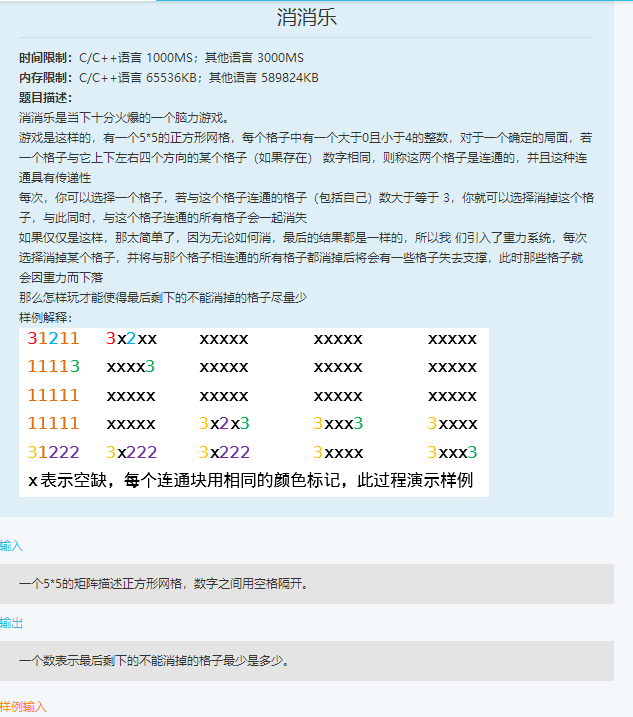 消消乐
时间限制：C/C++语言 1000MS；其他语言 3000MS
内存限制：C/C++语言 65536KB；其他语言 589824KB
题目描述：
消消乐是当下十分火爆的一个脑力游戏。
游戏是这样的，有一个5*5的正方形网格，每个格子中有一个大于0且小于4的整数，对于一个确定的局面，若
一个格子与它上下左右四个方向的某个格子（如果存在） 数字相同，则称这两个格子是连通的，并且这种连
通具有传递性
每次，你可以选择一个格子，若与这个格子连通的格子（包括自己）数大于等于 3，你就可以选择消掉这个格
子，与此同时，与这个格子连通的所有格子会一起消失
如果仅仅是这样，那太简单了，因为无论如何消，最后的结果都是一样的，所以我 们引入了重力系统，每次
选择消掉某个格子，并将与那个格子相连通的所有格子都消掉后将会有一些格子失去支撑，此时那些格子就
会因重力而下落
那么怎样玩才能使得最后剩下的不能消掉的格子尽量少
样例解释：
31211 3x2xx xxxxx xxxxx xxxxx
11113 xxxx3 xxxxx xxxxx xxxxx
11111 xxxxx xxxxx xxxxx xxxxx
11111 xxxxx 3x2x3 3xxx3 3xxxx
31222 3x222 3x222 3xxxx 3xxx3
x表示空缺，每个连通块用相同的颜色标记，此过程演示样例
输入
一个5*5的矩阵描述正方形网格，数字之间用空格隔开。
输出
一个数表示最后剩下的不能消掉的格子最少是多少。
样例输入